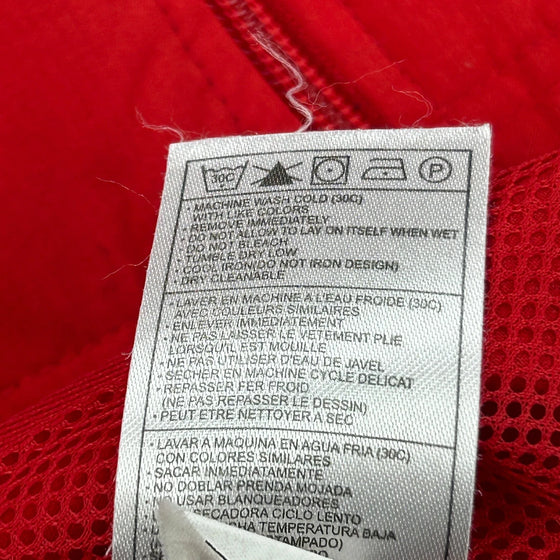 30C
P
• MACHINE WASH COLD (30C)
WITH LIKE COLORS
• REMOVE IMMEDIATELY
• DO NOT ALLOW TO LAY ON ITSELF WHEN WET
• DO NOT BLEACH
• TUMBLE DRY LOW
• COOL IRON(DO NOT IRON DESIGN)
• DRY CLEANABLE
• LAVER EN MACHINE A L'EAU FROIDE (30C)
AVEC COULEURS SIMILAIRES
• ENLEVER IMMEDIATEMENT
• NE PAS LAISSER LE VETEMENT PLIE
LORSQU'IL EST MOUILLE
• NE PAS UTILISER D'EAU DE JAVEL
• SECHER EN MACHINE CYCLE DELICAT
• REPASSER FER FROID
(NE PAS REPASSER LE DESSIN)
• PEUT ETRE NETTOYER A SEC
• LAVAR A MAQUINA EN AGUA FRIA (30C)
CON COLORES SIMILARES
• SACAR INMEDIATAMENTE
• NO DOBLAR PRENDA MOJADA
NO USAR BLANQUEADORES
SECADORA CICLO LENTO
TEMPERATURA BAJA
ESTAMPADO)